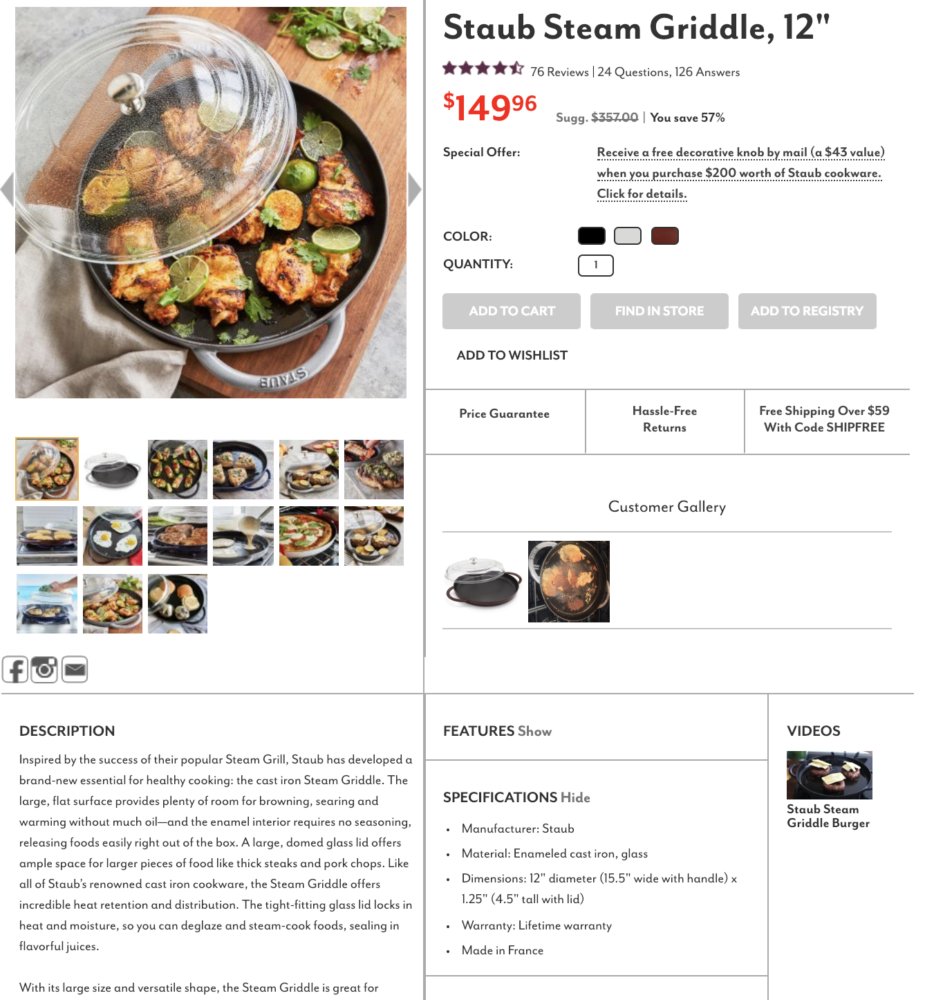 STAUB
Staub Steam Griddle, 12"
76 Reviews | 24 Questions, 126 Answers
$149.96
Sugg. $357.00 | You save 57%
Special Offer:
Receive a free decorative knob by mail (a $43 value)
when you purchase $200 worth of Staub cookware.
Click for details.
COLOR:
QUANTITY:
1
ADD TO CART
FIND IN STORE
ADD TO REGISTRY
ADD TO WISHLIST
Price Guarantee
Hassle-Free
Returns
Free Shipping Over $59
With Code SHIPFREE
Customer Gallery
DESCRIPTION
Inspired by the success of their popular Steam Grill, Staub has developed a
brand-new essential for healthy cooking: the cast iron Steam Griddle. The
large, flat surface provides plenty of room for browning, searing and
warming without much oil—and the enamel interior requires no seasoning,
releasing foods easily right out of the box. A large, domed glass lid offers
ample space for larger pieces of food like thick steaks and pork chops. Like
all of Staub’s renowned cast iron cookware, the Steam Griddle offers
incredible heat retention and distribution. The tight-fitting glass lid locks in
heat and moisture, so you can deglaze and steam-cook foods, sealing in
flavorful juices.
With its large size and versatile shape, the Steam Griddle is great for
FEATURES Show
SPECIFICATIONS Hide
• Manufacturer: Staub
• Material: Enameled cast iron, glass
• Dimensions: 12" diameter (15.5" wide with handle) x
1.25" (4.5" tall with lid)
• Warranty: Lifetime warranty
• Made in France
VIDEOS
Staub Steam
Griddle Burger